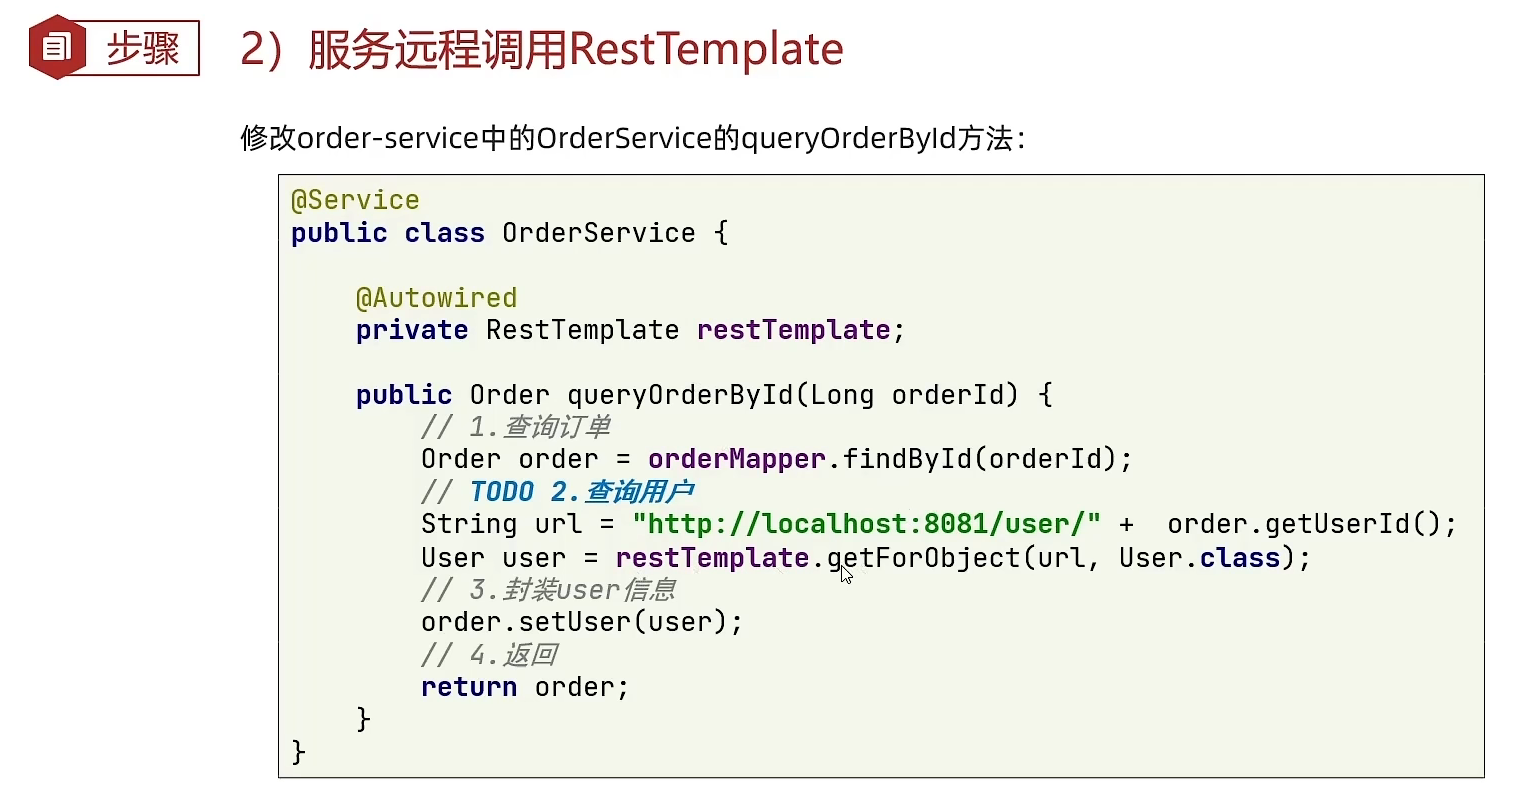 步骤
2）服务远程调用RestTemplate
修改order-service中的OrderService的queryOrderById方法：
@Service
public class OrderService {
@Autowired
private RestTemplate restTemplate;
public Order queryOrderById(Long orderId) {
// 1.查询订单
Order order = orderMapper.findById(orderId);
// TODO 2.查询用户
String url = "http://localhost:8081/user/" +  order.getUserId();
User user = restTemplate.getForObject(url, User.class);
// 3.封装user信息
order.setUser(user);
// 4.返回
return order;
}
}